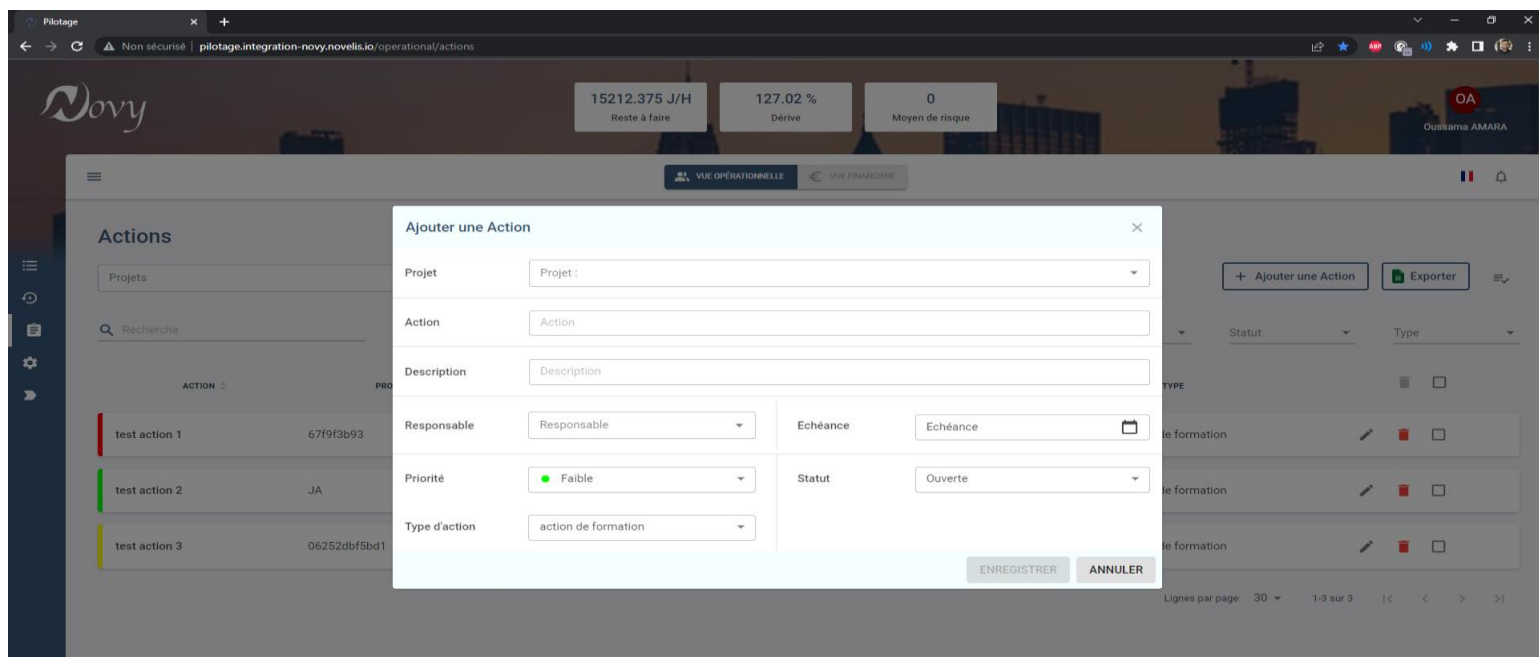 Pilotage
Non sécurisé | pilotage.integration-novy.novelis.io/operational/actions
ABP
Novy
15212.375 J/H
Reste à faire
127.02 %
Dérive
0
Moyen de risque
OA
Oussama AMARA
VUE OPÉRATIONNELLE
VUE FINANCIÈRE
Actions
Projets
+ Ajouter une Action
Exporter
Recherche
Statut
Type
ACTION
PRO
TYPE
test action 1
67f9f3b93
de formation
test action 2
JA
de formation
test action 3
06252dbf5bd1
de formation
Lignes par page: 30
1-3 sur 3
Ajouter une Action
Projet
Projet :
Action
Action
Description
Description
Responsable
Responsable
Echéance
Echéance
Priorité
Faible
Statut
Ouverte
Type d'action
action de formation
ENREGISTRER
ANNULER